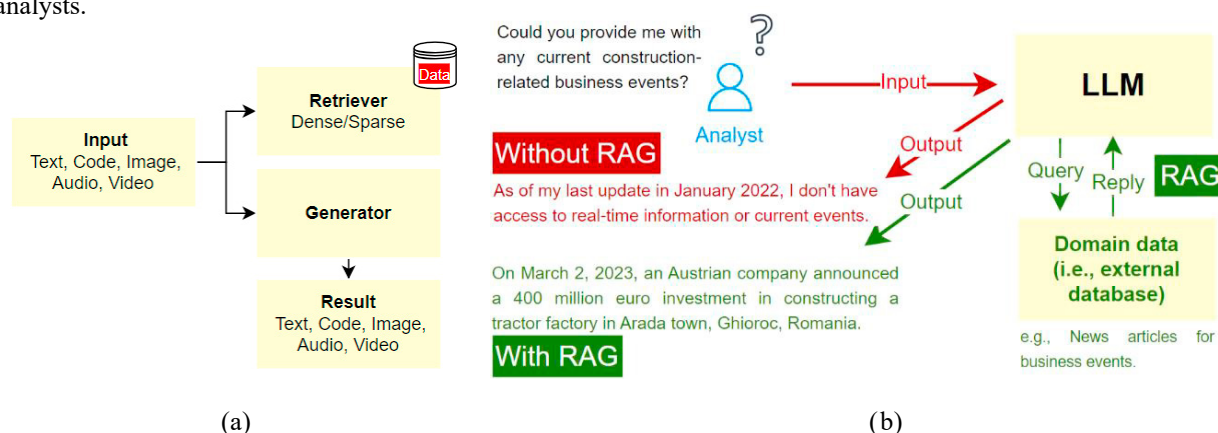 analysts.
Data
Retriever
Dense/Sparse
Input
Text, Code, Image,
Audio, Video
Generator
Result
Text, Code, Image,
Audio, Video
(a)
Could you provide me with
any current construction-
related business events?
?
Analyst
Input
LLM
Without RAG
Output
As of my last update in January 2022, I don't have
access to real-time information or current events.
Output
Query
Reply
RAG
Domain data
(i.e., external
database)
e.g., News articles for
business events.
On March 2, 2023, an Austrian company announced
a 400 million euro investment in constructing a
tractor factory in Arada town, Ghioroc, Romania.
With RAG
(b)